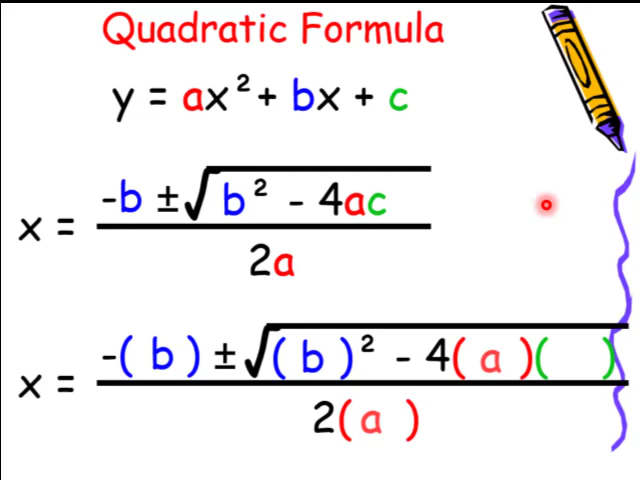 Quadratic Formula
y = ax² + bx + c
x = -b ± √b² - 4ac
2a
x = -( b ) ± √( b )² - 4( a )( )
2( a )